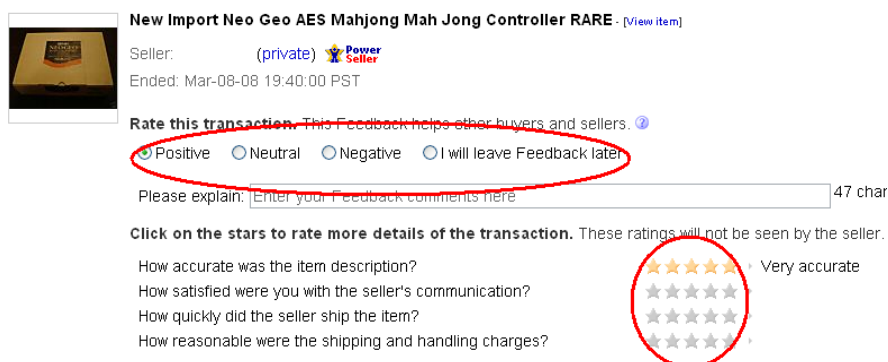 New Import Neo Geo AES Mahjong Mah Jong Controller RARE - [View item]
Seller: (private) Power Seller
Ended: Mar-08-08 19:40:00 PST
Rate this transaction. This Feedback helps other buyers and sellers. ?
Positive Neutral Negative I will leave Feedback later
Please explain: Enter your Feedback comments here 47 char
Click on the stars to rate more details of the transaction. These ratings will not be seen by the seller.
How accurate was the item description? Very accurate
How satisfied were you with the seller's communication?
How quickly did the seller ship the item?
How reasonable were the shipping and handling charges?